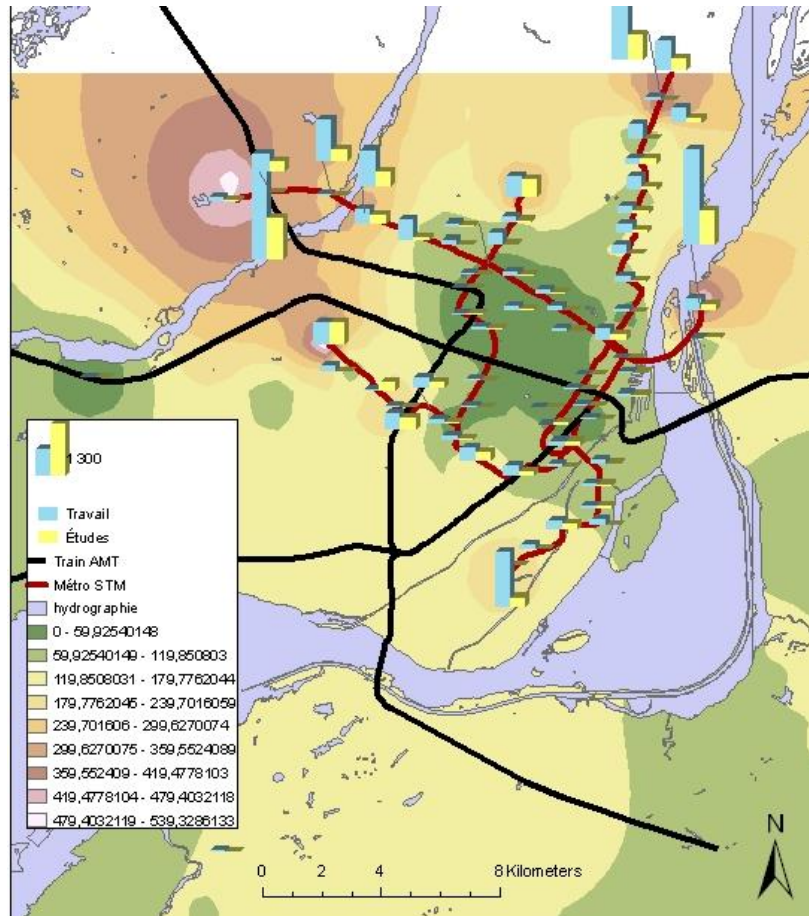 1 300
Travail
Études
Train AMT
Métro STM
hydrographie
0 - 59,92540148
59,92540149 - 119,850803
119,8508031 - 179,7762044
179,7762045 - 239,7016059
239,701606 - 299,6270074
299,6270075 - 359,5524089
359,552409 - 419,4778103
419,4778104 - 479,4032118
479,4032119 - 539,3286133
N
0 2 4 8 Kilometers